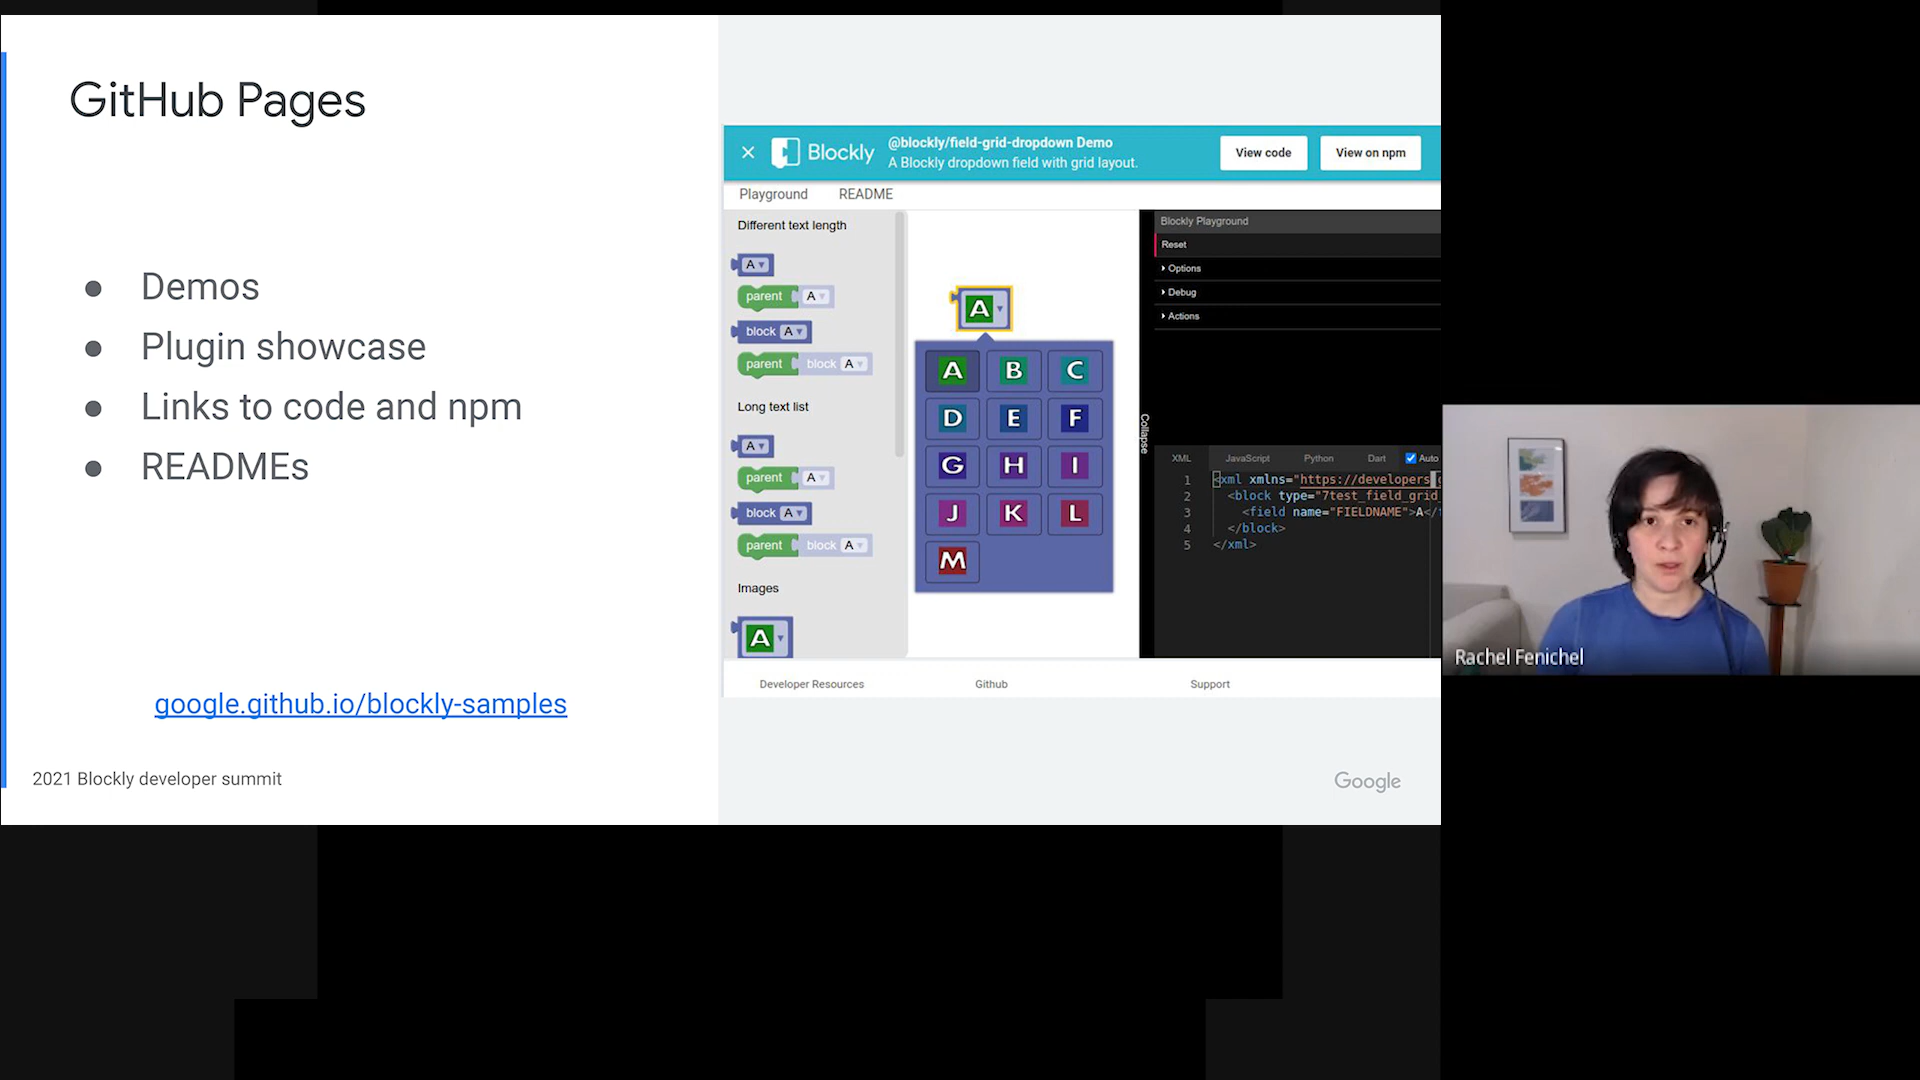 GitHub Pages
Demos
Plugin showcase
Links to code and npm
READMEs
google.github.io/blockly-samples
2021 Blockly developer summit
Blockly
@blockly/field-grid-dropdown Demo
A Blockly dropdown field with grid layout.
View code
View on npm
Playground
README
Different text length
A
parent A
block A
parent block A
Long text list
A
parent A
block A
parent block A
Images
A
A
A B C
D E F
G H I
J K L
M
Collapse
Blockly Playground
Reset
Options
Debug
Actions
XML JavaScript Python Dart Auto
1 <xml xmlns="https://developers
2 <block type="7test_field_grid_
3 <field name="FIELDNAME">A</
4 </block>
5 </xml>
Developer Resources
Github
Support
Google
Rachel Fenichel